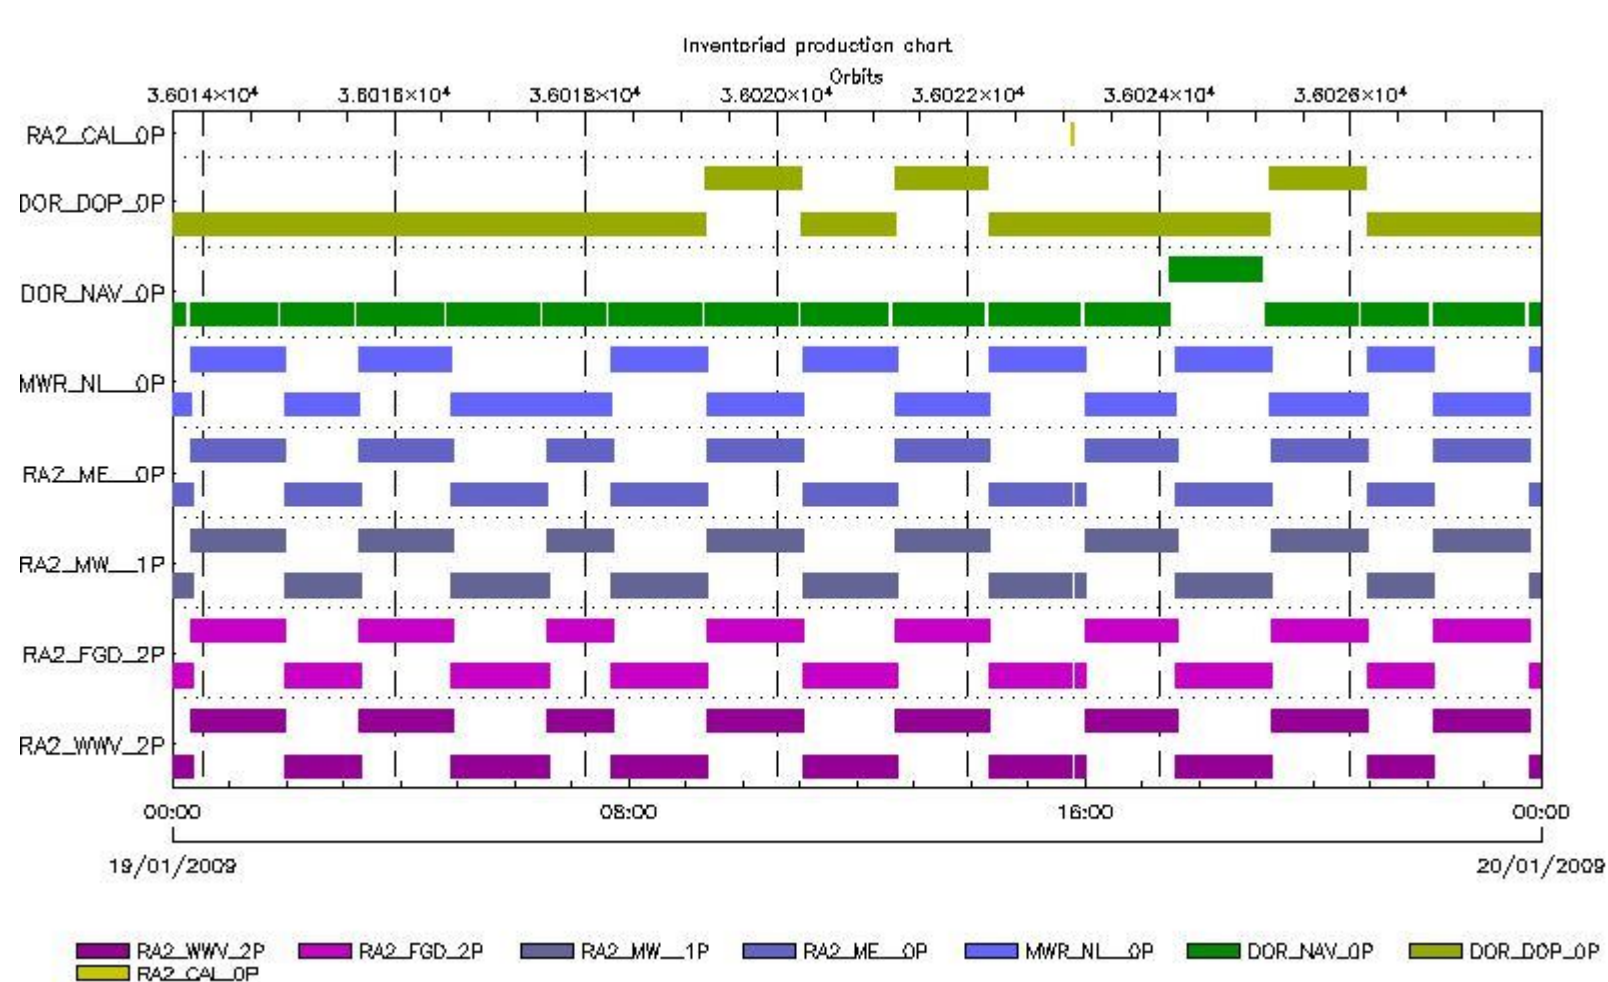 Inventoried production chart
Orbits
3.6014×10⁴ 3.6016×10⁴ 3.6018×10⁴ 3.6020×10⁴ 3.6022×10⁴ 3.6024×10⁴ 3.6026×10⁴
RA2_CAL_0P
DOR_DOP_0P
DOR_NAV_0P
MWR_NL__0P
RA2_ME__0P
RA2_MW__1P
RA2_FGD_2P
RA2_WWV_2P
00:00 08:00 16:00 00:00
19/01/2009 20/01/2009
RA2_WWV_2P RA2_FGD_2P RA2_MW__1P RA2_ME__0P MWR_NL__0P DOR_NAV_0P DOR_DOP_0P
RA2_CAL_0P